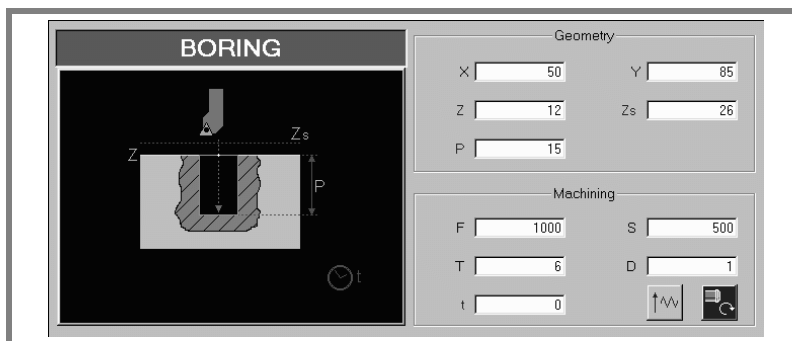 BORING
Zs
Z
P
t
Geometry
X 50 Y 85
Z 12 Zs 26
P 15
Machining
F 1000 S 500
T 6 D 1
t 0